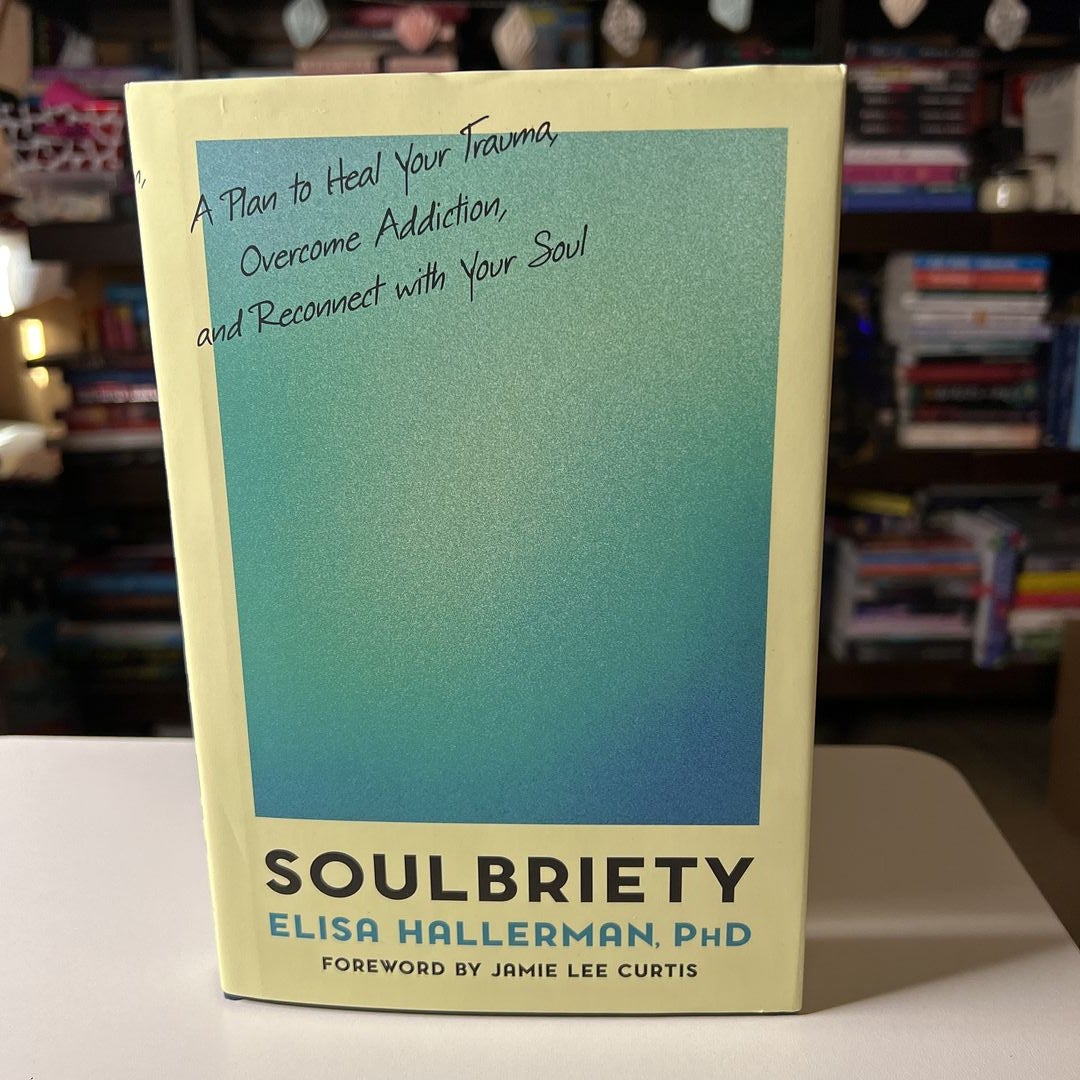 A Plan to Heal Your Trauma,
Overcome Addiction,
and Reconnect with Your Soul
SOULBRIETY
ELISA HALLERMAN, PHD
FOREWORD BY JAMIE LEE CURTIS